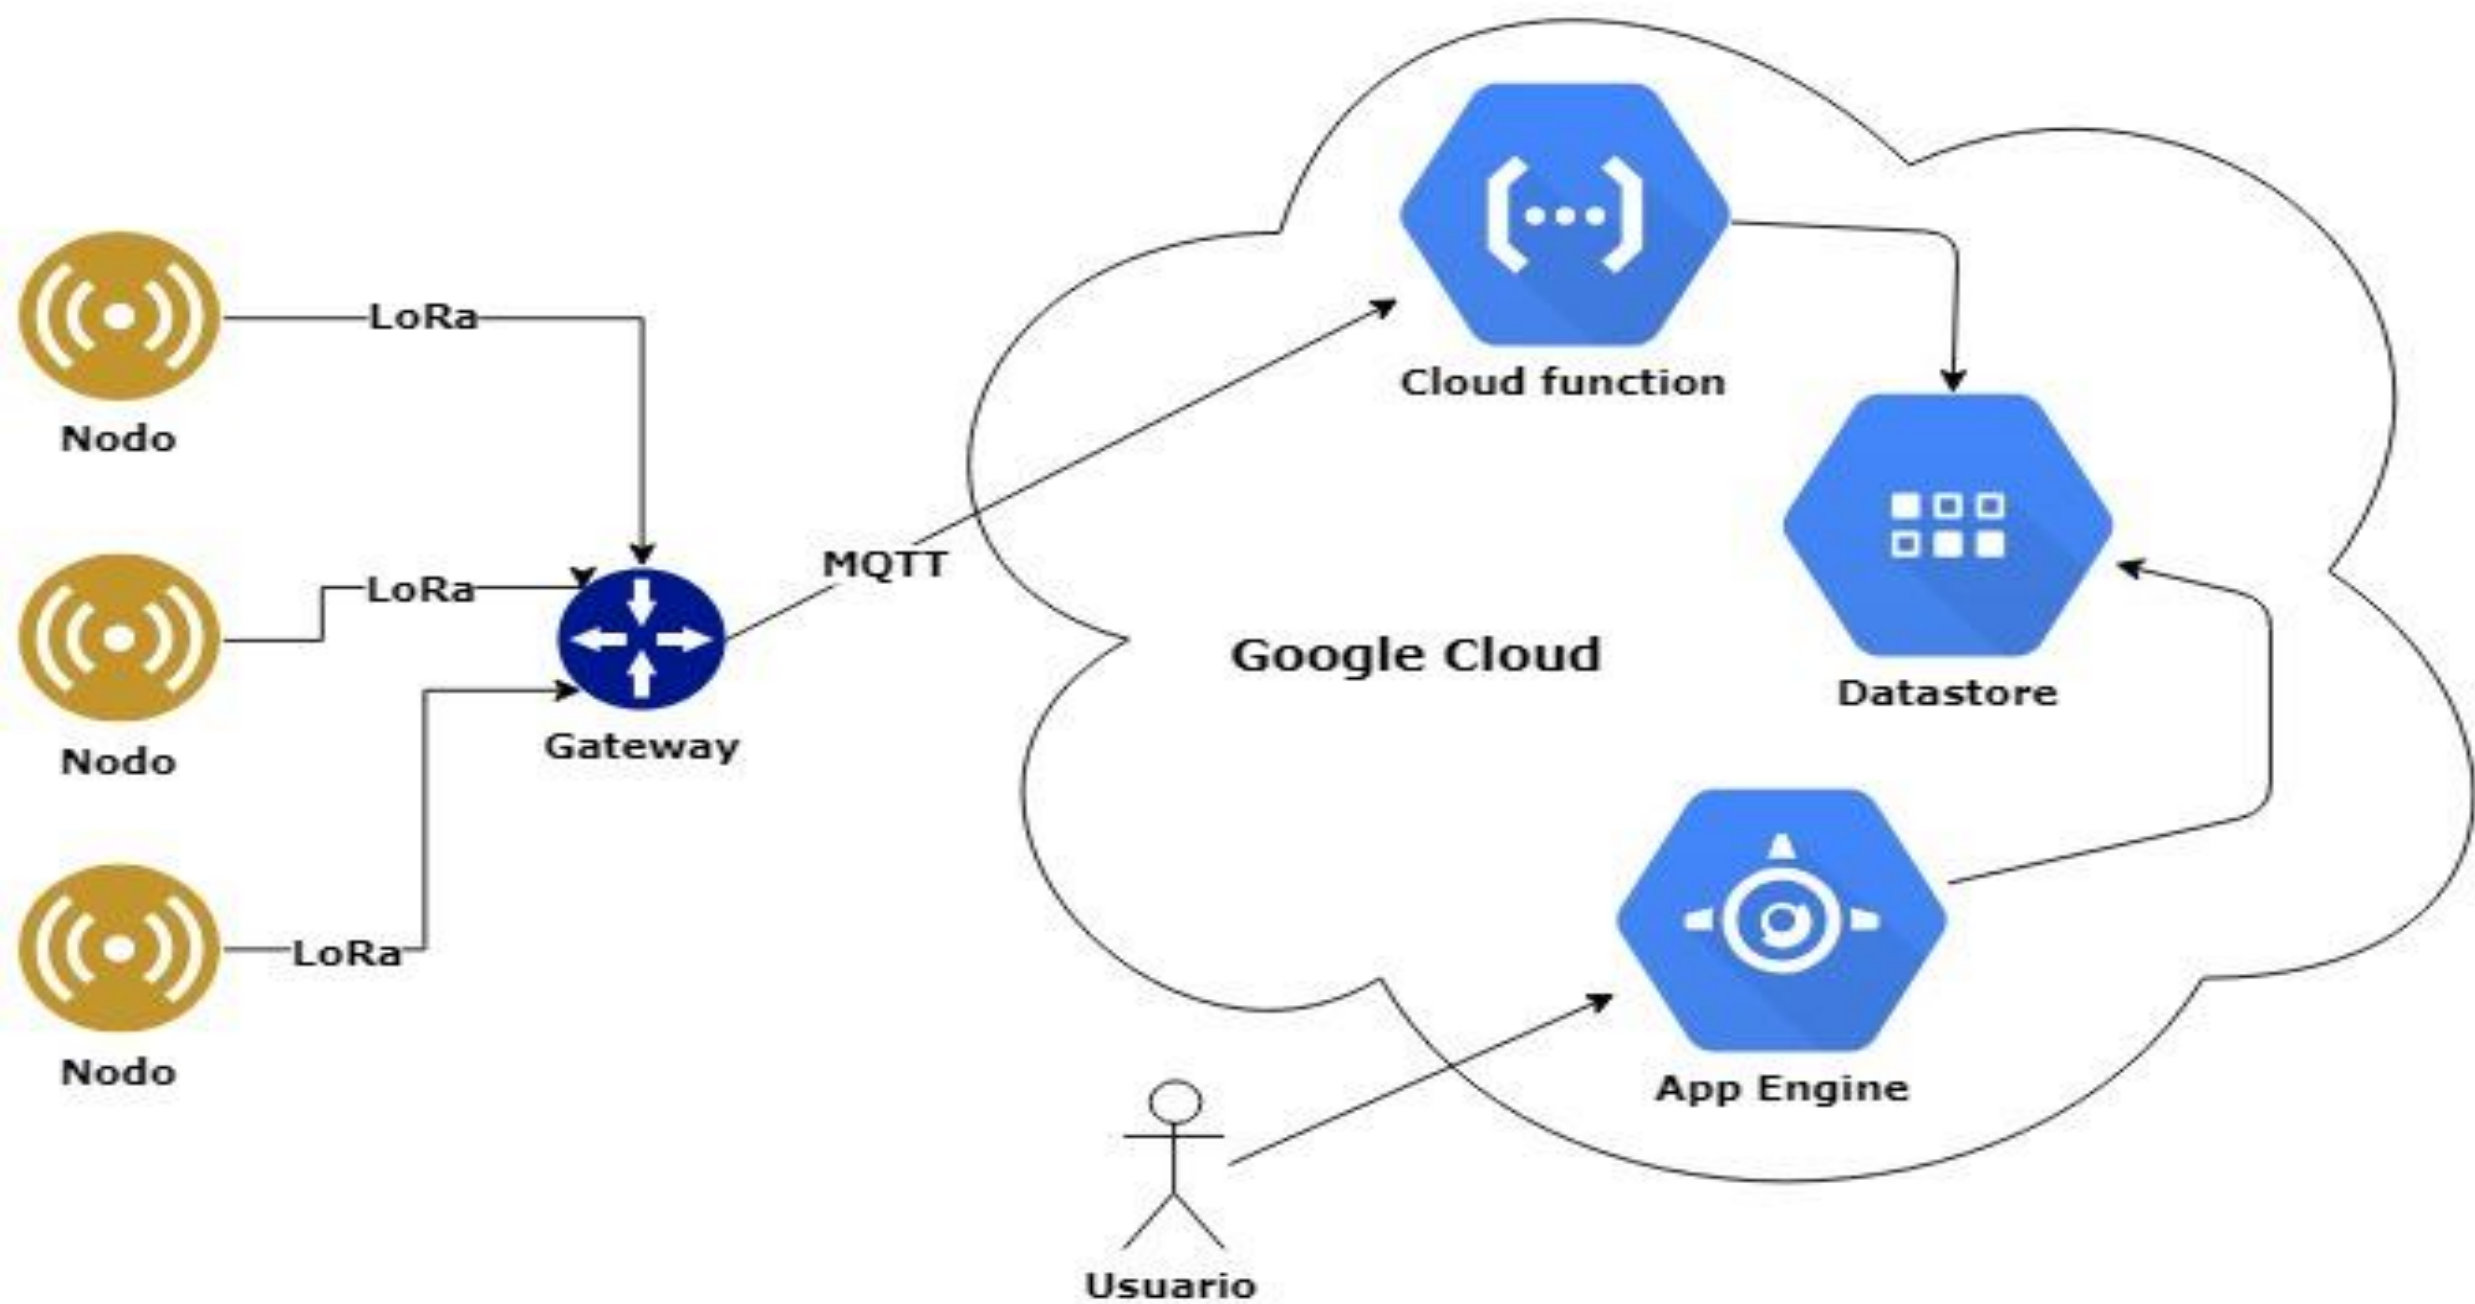 LoRa
Nodo
LoRa
Nodo
LoRa
Nodo
Gateway
MQTT
Cloud function
Google Cloud
Datastore
App Engine
Usuario